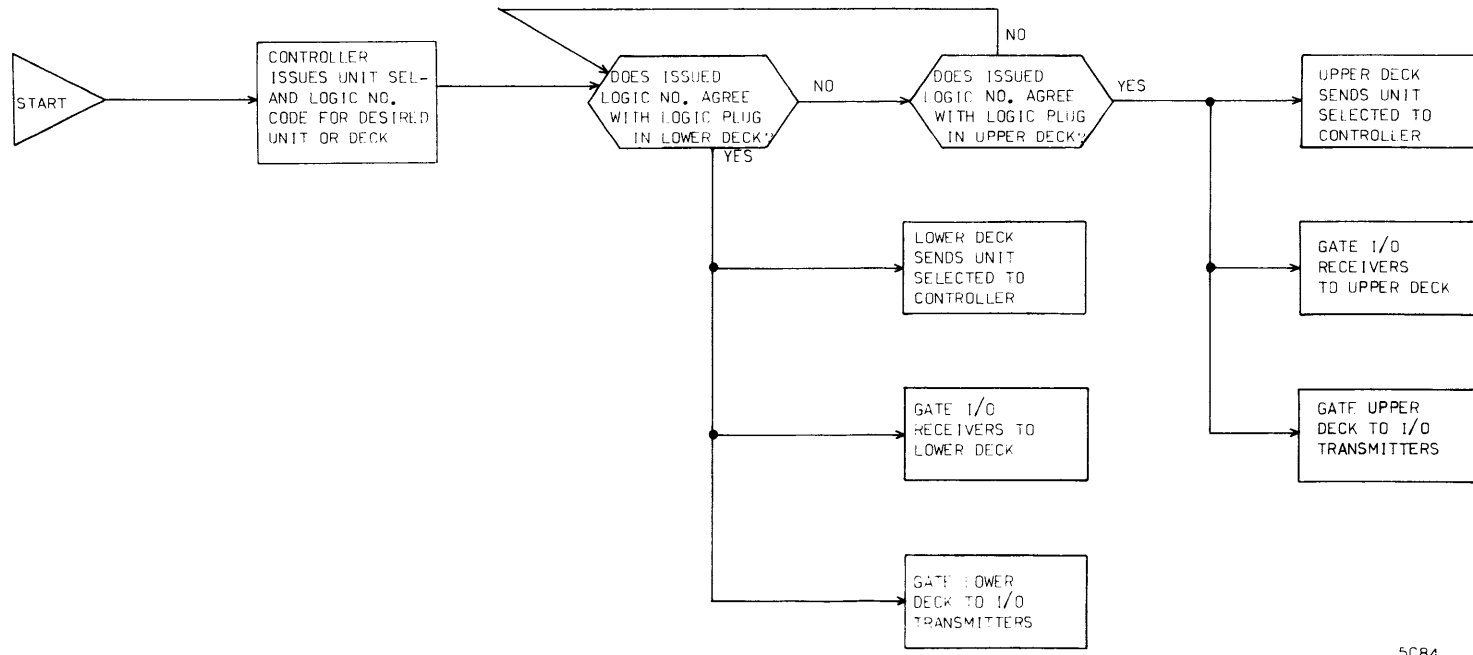 START
CONTROLLER
ISSUES UNIT SEL-
AND LOGIC NO.
CODE FOR DESIRED
UNIT OR DECK
DOES ISSUED
LOGIC NO. AGREE
WITH LOGIC PLUG
IN LOWER DECK?
NO
YES
DOES ISSUED
LOGIC NO. AGREE
WITH LOGIC PLUG
IN UPPER DECK?
NO
YES
UPPER DECK
SENDS UNIT
SELECTED TO
CONTROLLER
LOWER DECK
SENDS UNIT
SELECTED TO
CONTROLLER
GATE I/O
RECEIVERS
TO UPPER DECK
GATE I/O
RECEIVERS TO
LOWER DECK
GATE UPPER
DECK TO I/O
TRANSMITTERS
GATE LOWER
DECK TO I/O
TRANSMITTERS
5C84